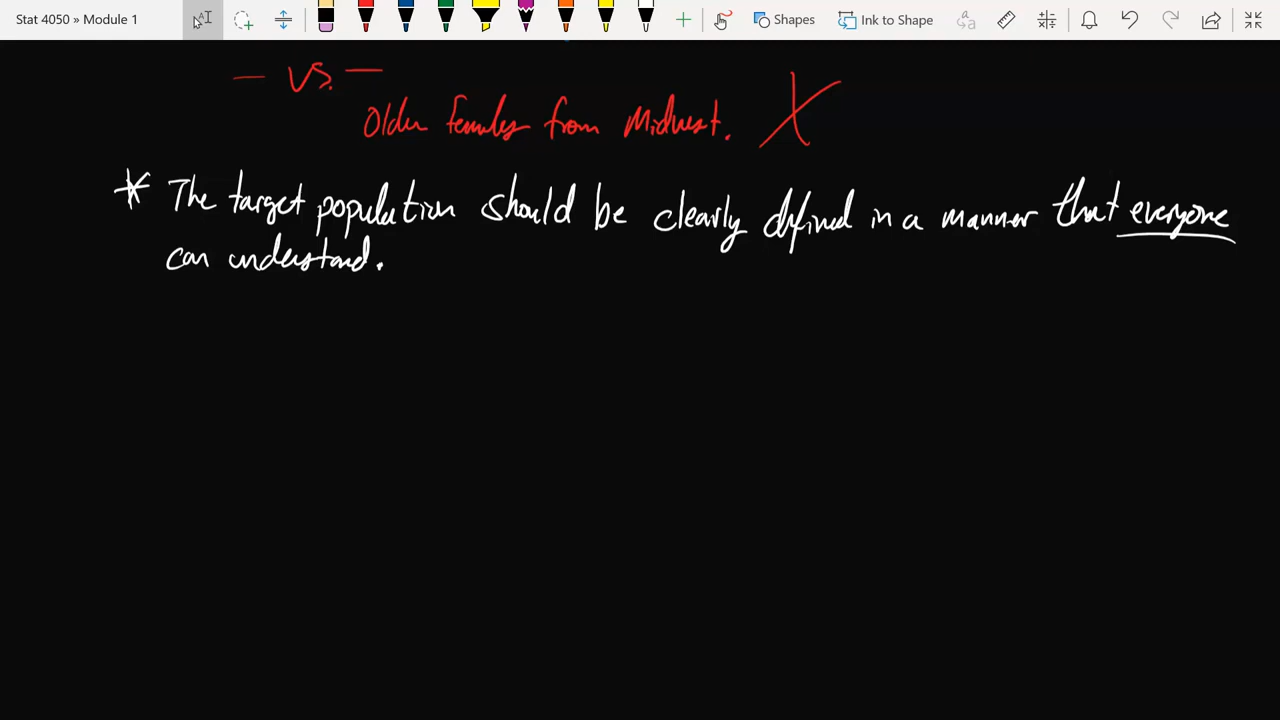 Stat 4050 » Module 1
Shapes
Ink to Shape
— vs. —
Older females from Midwest. X
* The target population should be clearly defined in a manner that everyone
can understand.